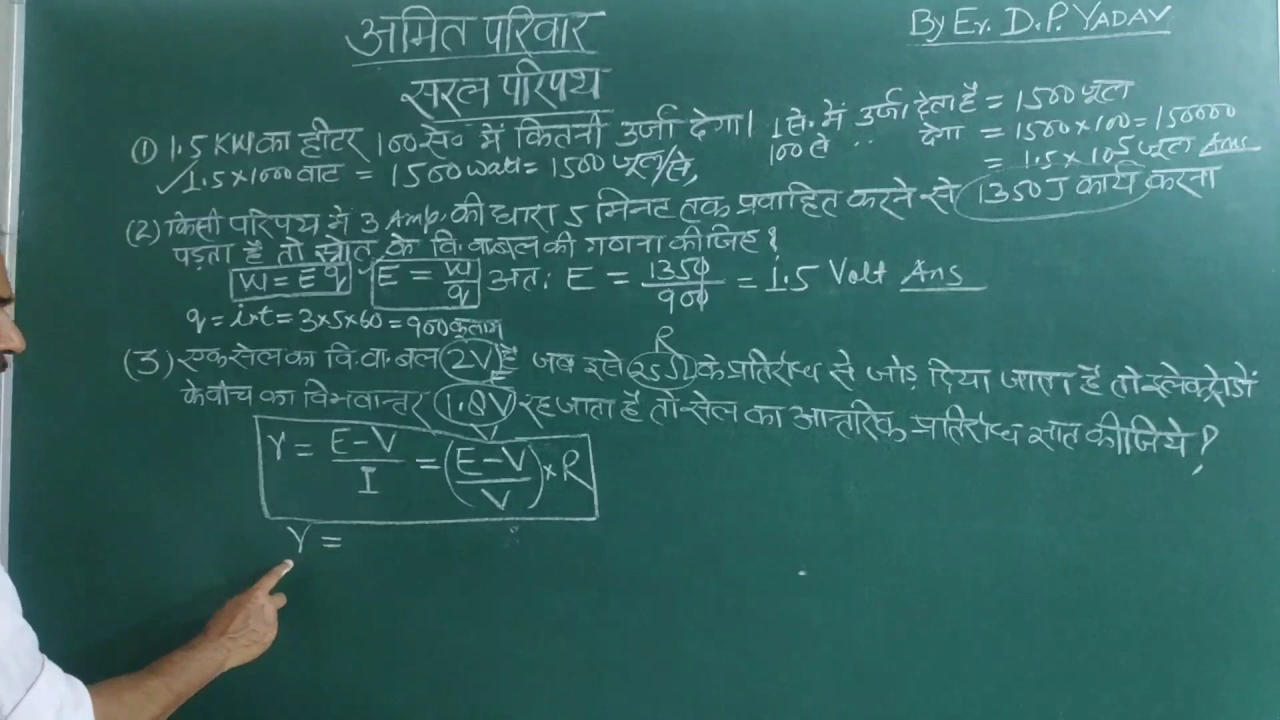 अमित परिवार
By Er. D.P. YADAV
सरल परिपथ
① 1.5 KW का हीटर 100 से० में कितनी उर्जा देगा। 1 से. में उर्जा देता है = 1500 जूल
100 से ,, ,, देगा = 1500×100 = 150000
1.5×1000 वाट = 1500 watt = 1500 जूल/से,
= 1.5×10⁵ जूल Ans
(2) किसी परिपथ में 3 Amp. की धारा 5 मिनट तक प्रवाहित करने से 1350 J कार्य करना
पड़ता है तो स्रोत के वि.वा.बल की गणना कीजिए?
W = Eq, E = W/q अतः E = 1350/900 = 1.5 Volt Ans
q = i×t = 3×5×60 = 900 कूलाम
R
(3) एक सेल का वि.वा.बल 2V है जब इसे 25Ω के प्रतिरोध से जोड़ दिया जाता है तो इलेक्ट्रोडों
के बीच का विभवान्तर 1.8V रह जाता है तो सेल का आन्तरिक प्रतिरोध ज्ञात कीजिये?
V
r = E-V/I = (E-V/V)×R
r =